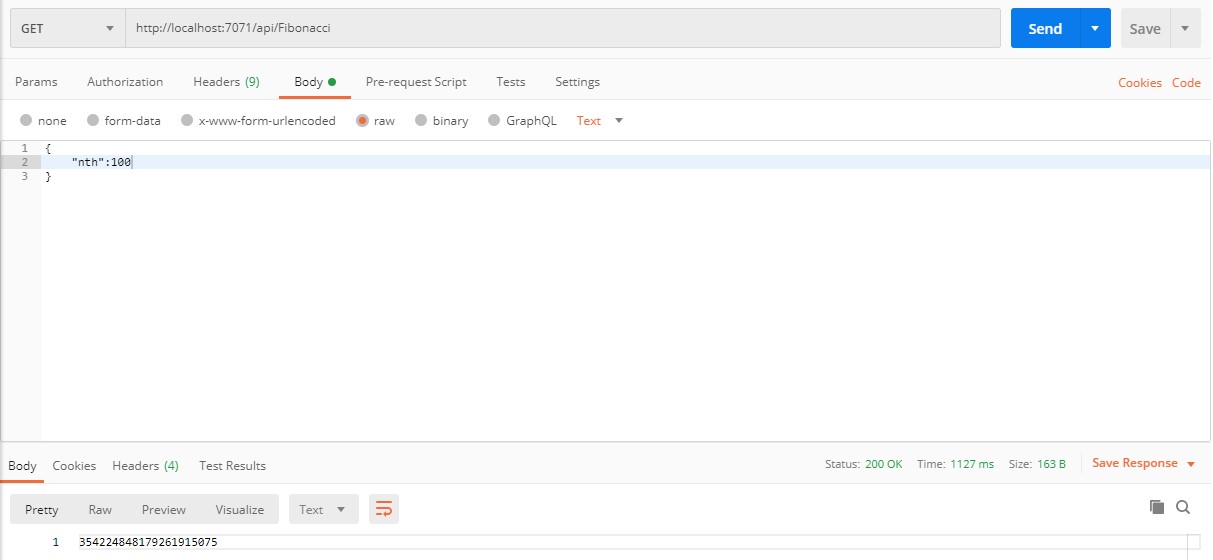 GET http://localhost:7071/api/Fibonacci Send Save
Params Authorization Headers (9) Body Pre-request Script Tests Settings Cookies Code
none form-data x-www-form-urlencoded raw binary GraphQL Text
1 {
2 "nth":100
3 }
Body Cookies Headers (4) Test Results Status: 200 OK Time: 1127 ms Size: 163 B Save Response
Pretty Raw Preview Visualize Text
1 354224848179261915075